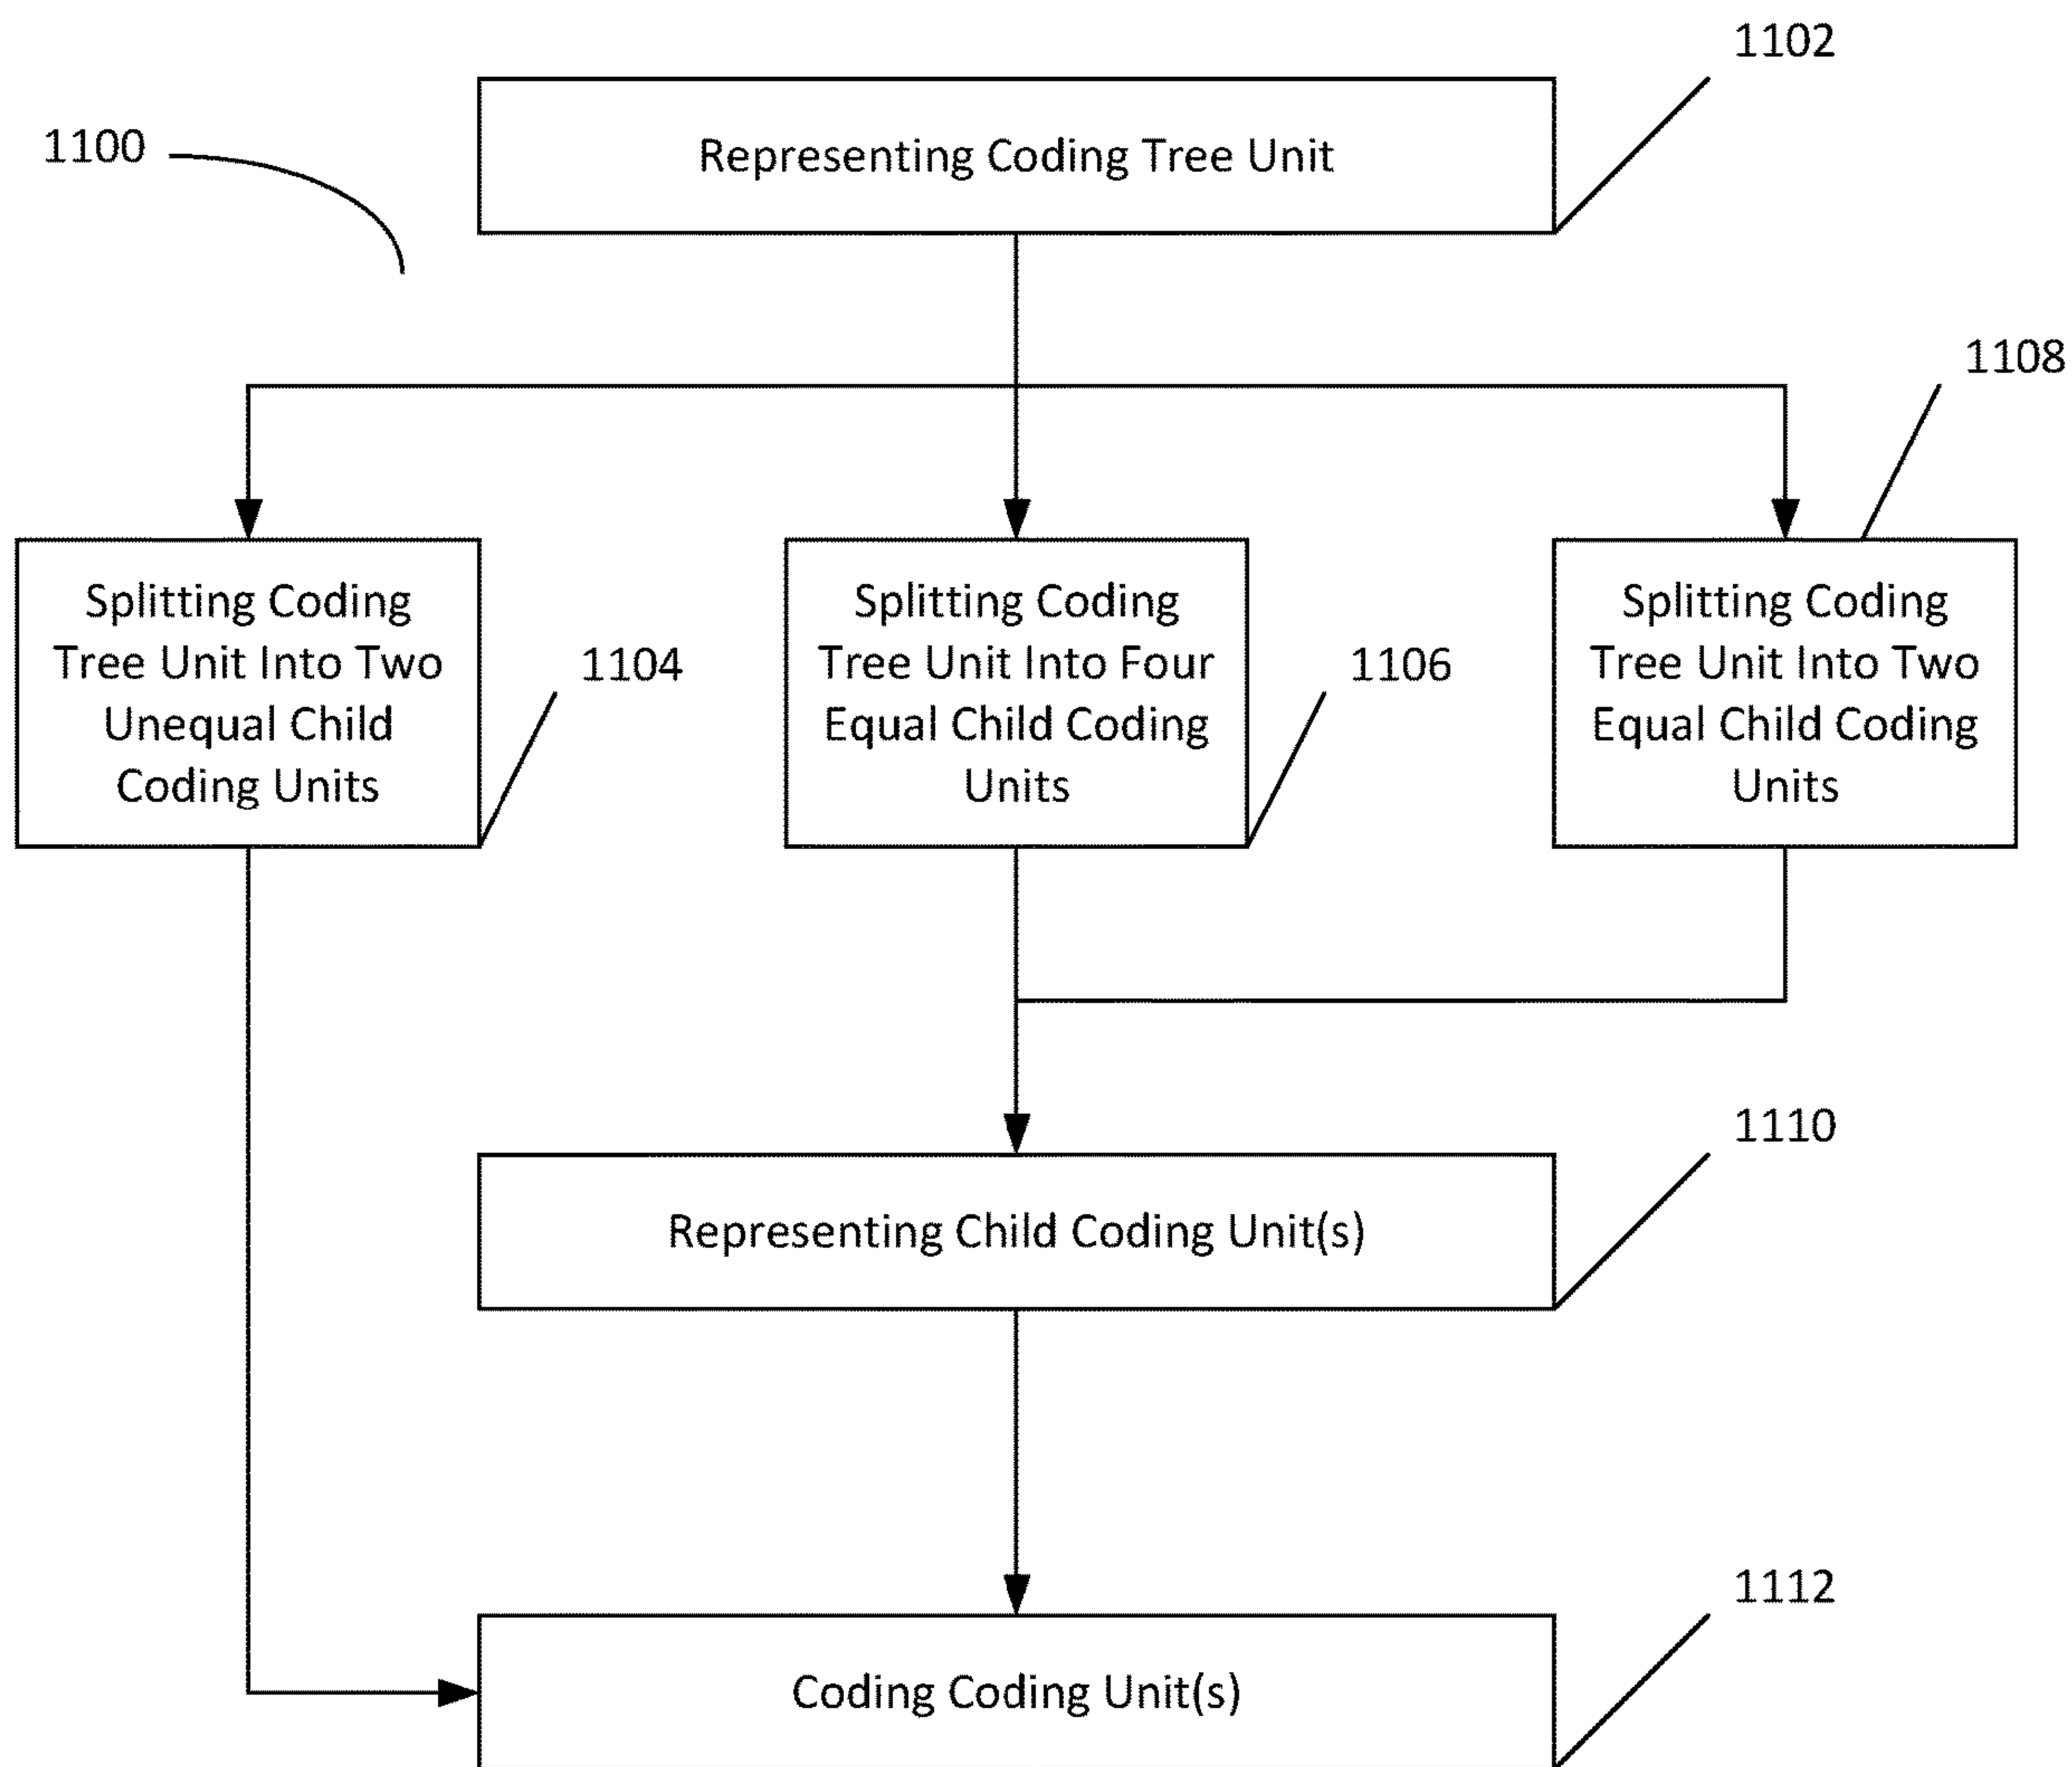 1102
1100
Representing Coding Tree Unit
1108
Splitting Coding
Tree Unit Into Two
Unequal Child
Coding Units
1104
Splitting Coding
Tree Unit Into Four
Equal Child Coding
Units
1106
Splitting Coding
Tree Unit Into Two
Equal Child Coding
Units
1110
Representing Child Coding Unit(s)
1112
Coding Coding Unit(s)